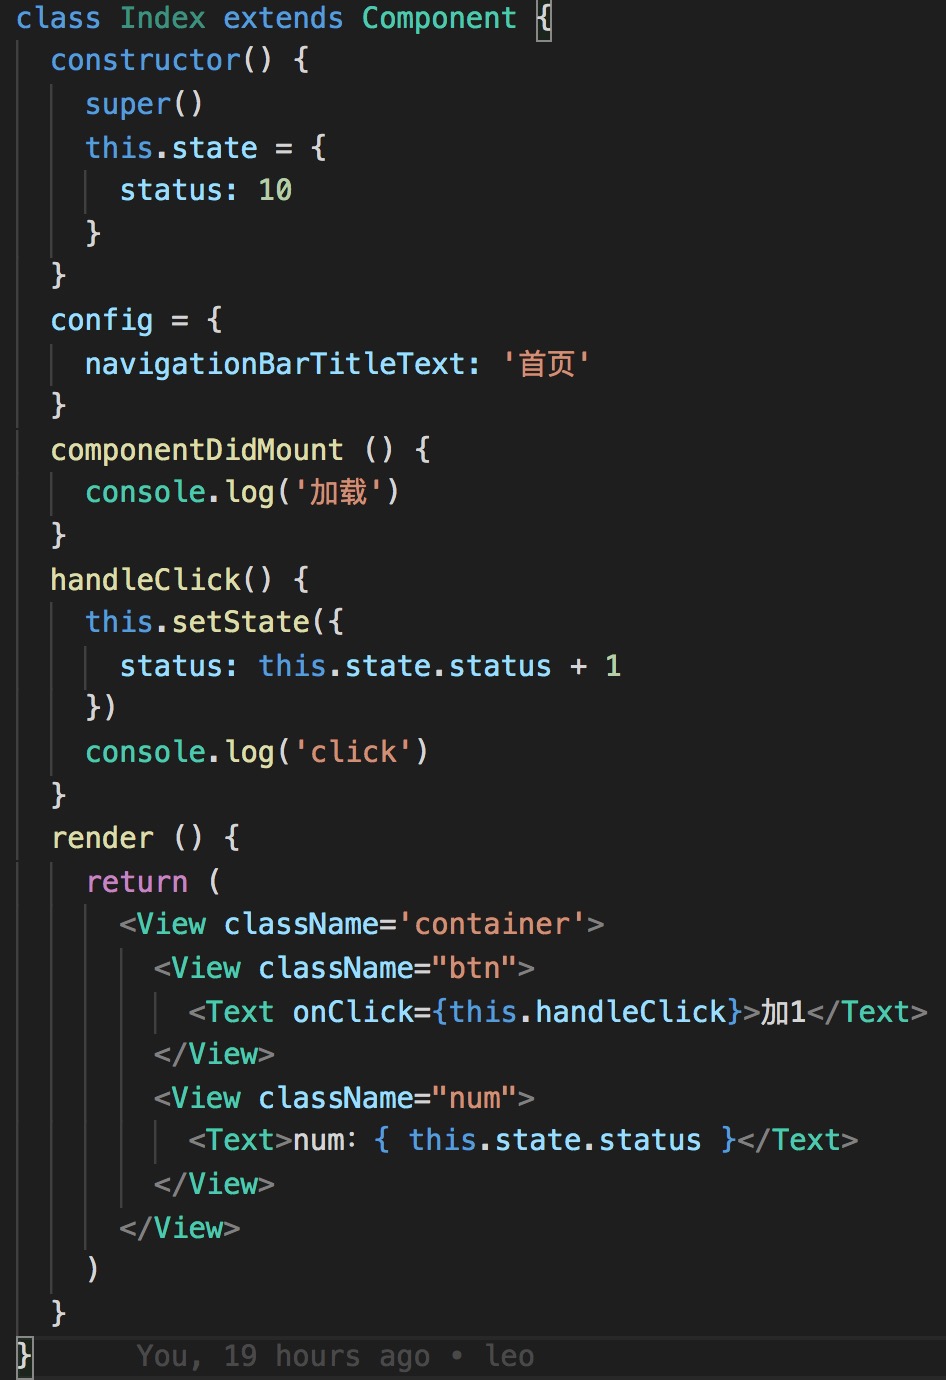 class Index extends Component {
  constructor() {
    super()
    this.state = {
      status: 10
    }
  }
  config = {
    navigationBarTitleText: '首页'
  }
  componentDidMount () {
    console.log('加载')
  }
  handleClick() {
    this.setState({
      status: this.state.status + 1
    })
    console.log('click')
  }
  render () {
    return (
      <View className='container'>
        <View className="btn">
          <Text onClick={this.handleClick}>加1</Text>
        </View>
        <View className="num">
          <Text>num：{ this.state.status }</Text>
        </View>
      </View>
    )
  }
}      You, 19 hours ago • leo